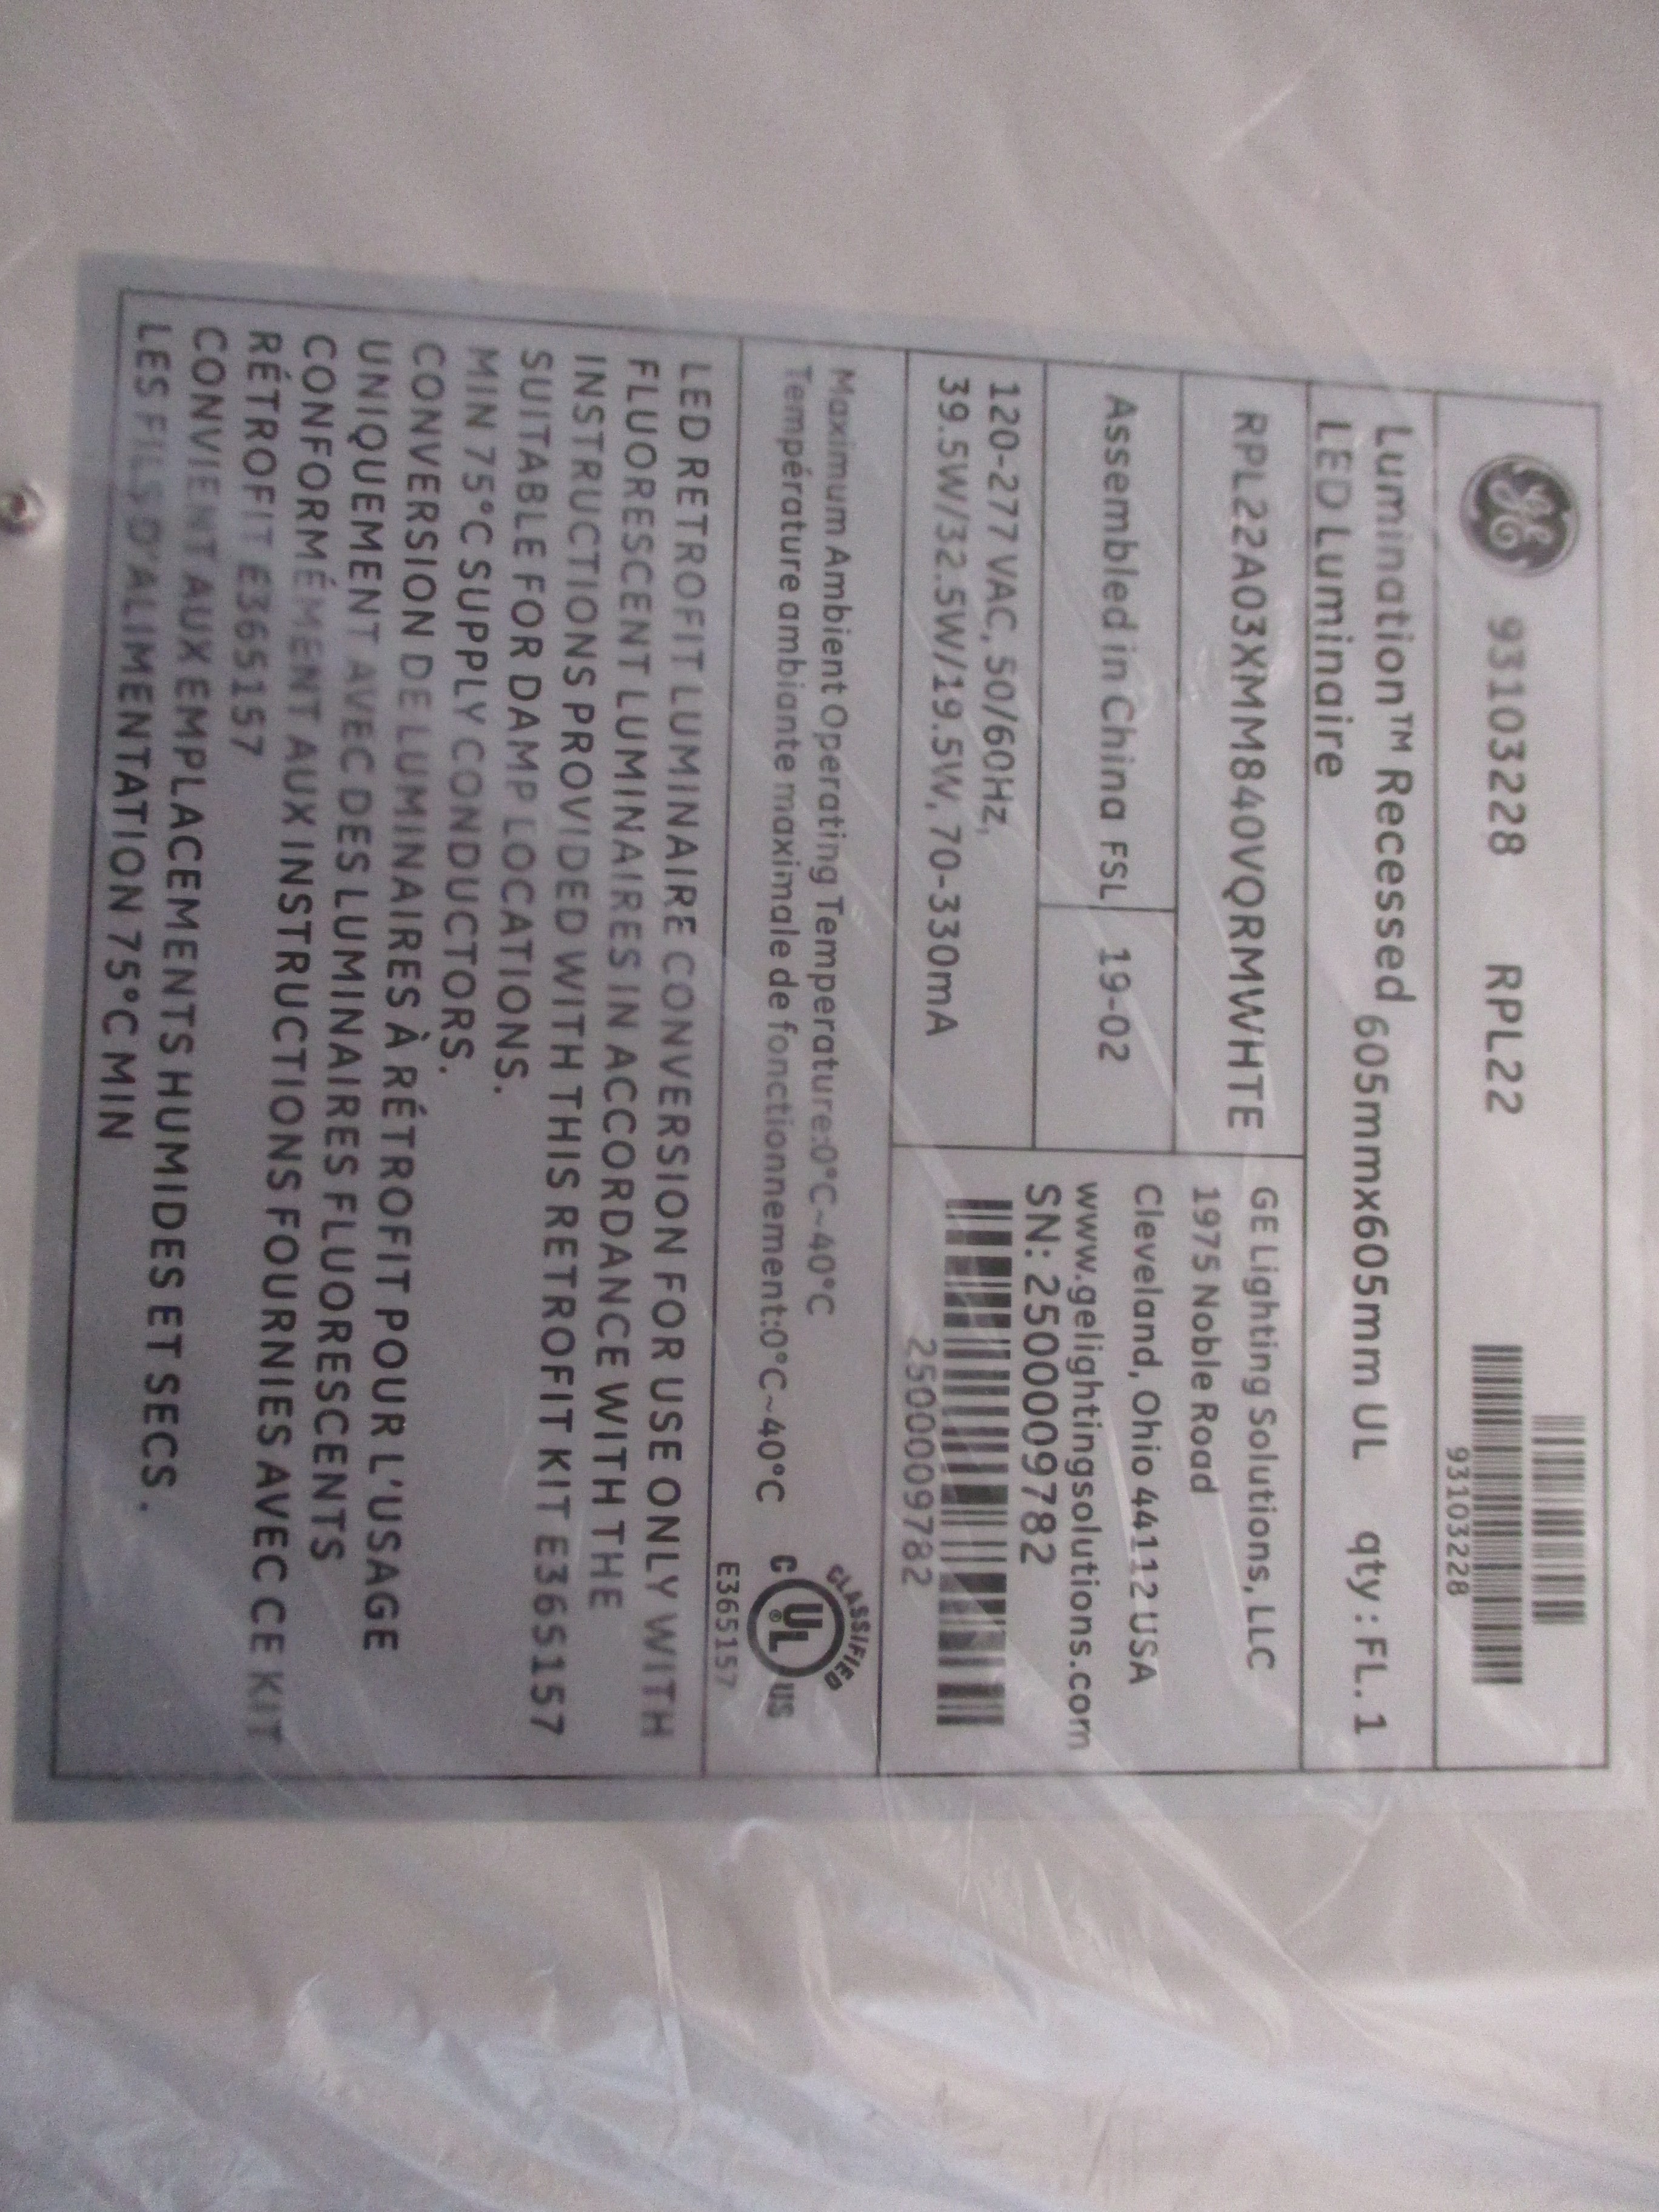 GE 93103228 RPL22
93103228
Lumination™ Recessed 605mmx605mm UL qty : FL. 1
LED Luminaire
RPL22A03XMM840VQRMWHTE
Assembled in China FSL 19-02
120-277 VAC, 50/60Hz,
39.5W/32.5W/19.5W, 70-330mA
GE Lighting Solutions, LLC
1975 Noble Road
Cleveland, Ohio 44112 USA
www.gelightingsolutions.com
SN: 2500009782
2500009782
Maximum Ambient Operating Temperature:0°C~40°C
Température ambiante maximale de fonctionnement:0°C~40°C
CLASSIFIED
C UL® US
E365157
LED RETROFIT LUMINAIRE CONVERSION FOR USE ONLY WITH
FLUORESCENT LUMINAIRES IN ACCORDANCE WITH THE
INSTRUCTIONS PROVIDED WITH THIS RETROFIT KIT E365157
SUITABLE FOR DAMP LOCATIONS.
MIN 75°C SUPPLY CONDUCTORS.
CONVERSION DE LUMINAIRES À RÉTROFIT POUR L'USAGE
UNIQUEMENT AVEC DES LUMINAIRES FLUORESCENTS
CONFORMÉMENT AUX INSTRUCTIONS FOURNIES AVEC CE KIT
RÉTROFIT E365157
CONVIENT AUX EMPLACEMENTS HUMIDES ET SECS .
LES FILS D'ALIMENTATION 75°C MIN